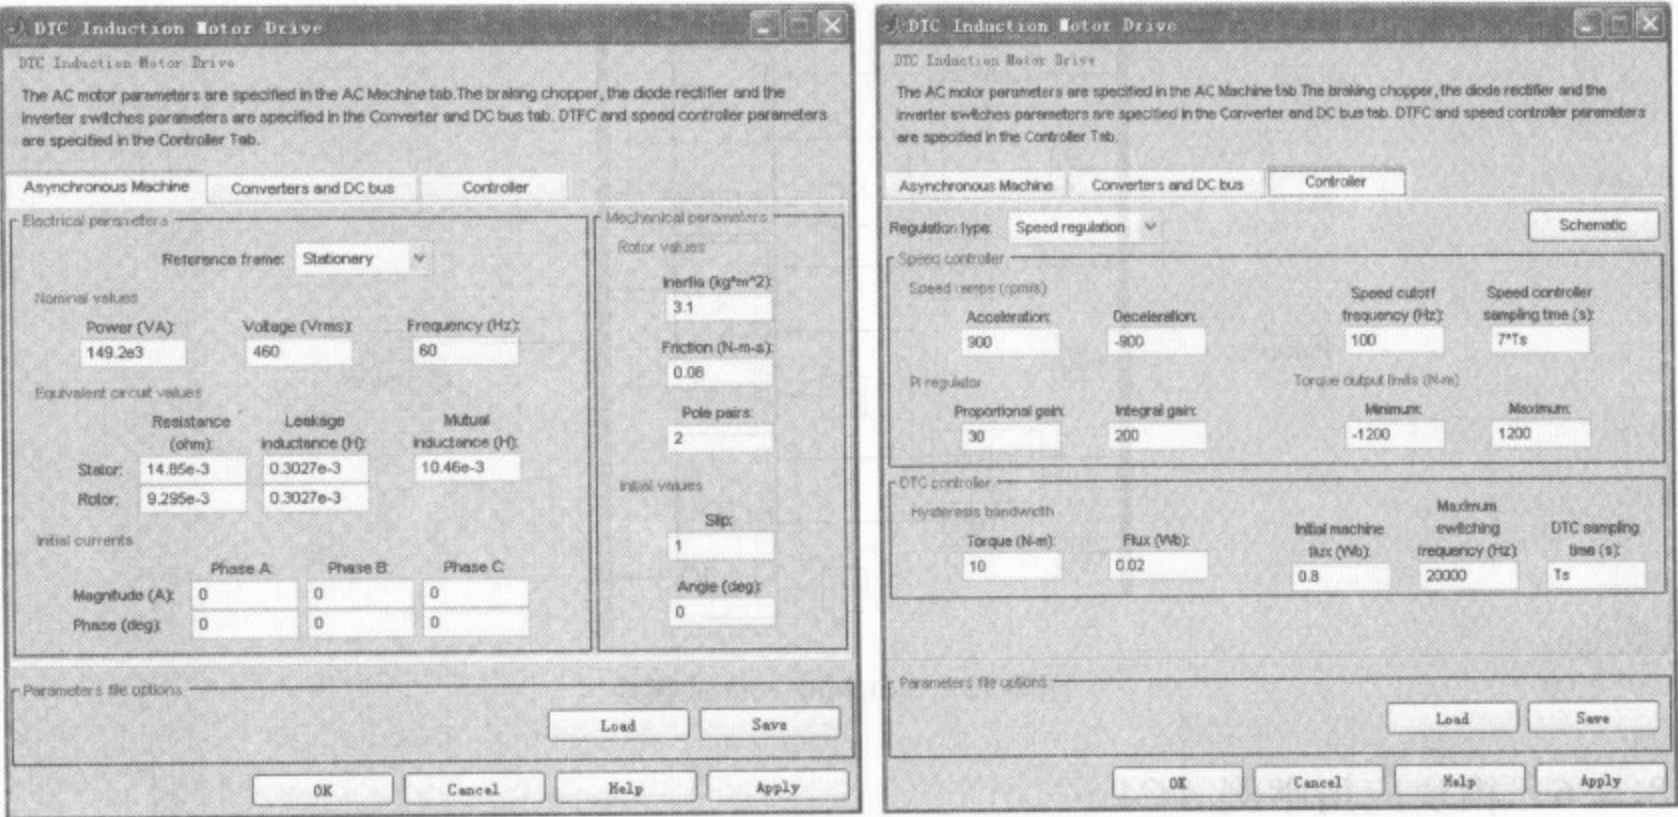 DTC Induction Motor Drive
DTC Induction Motor Drive
The AC motor parameters are specified in the AC Machine tab.The braking chopper, the diode rectifier and the
inverter switches parameters are specified in the Converter and DC bus tab. DTFC and speed controller parameters
are specified in the Controller Tab.
Asynchronous Machine Converters and DC bus Controller
Electrical parameters
Reference frame: Stationary
Nominal values
Power (VA): Voltage (Vrms): Frequency (Hz):
149.2e3 460 60
Equivalent circuit values
Resistance Leakage Mutual
(ohm): inductance (H): inductance (H):
Stator: 14.85e-3 0.3027e-3 10.46e-3
Rotor: 9.295e-3 0.3027e-3
Initial currents
Phase A: Phase B: Phase C:
Magnitude (A): 0 0 0
Phase (deg): 0 0 0
Mechanical parameters
Rotor values
Inertia (kg*m^2):
3.1
Friction (N-m-s):
0.08
Pole pairs:
2
Initial values
Slip:
1
Angle (deg):
0
Parameters file options
Load Save
OK Cancel Help Apply
DTC Induction Motor Drive
DTC Induction Motor Drive
The AC motor parameters are specified in the AC Machine tab.The braking chopper, the diode rectifier and the
inverter switches parameters are specified in the Converter and DC bus tab. DTFC and speed controller parameters
are specified in the Controller Tab.
Asynchronous Machine Converters and DC bus Controller
Regulation type: Speed regulation Schematic
Speed controller
Speed ramps (rpm/s)
Acceleration: Deceleration:
900 -900
Speed cutoff Speed controller
frequency (Hz): sampling time (s):
100 7*Ts
PI regulator
Proportional gain: Integral gain:
30 200
Torque output limits (N-m)
Minimum: Maximum:
-1200 1200
DTC controller
Hysteresis bandwidth
Torque (N-m): Flux (Wb):
10 0.02
Initial machine
flux (Wb):
0.8
Maximum
switching
frequency (Hz):
20000
DTC sampling
time (s):
Ts
Parameters file options
Load Save
OK Cancel Help Apply